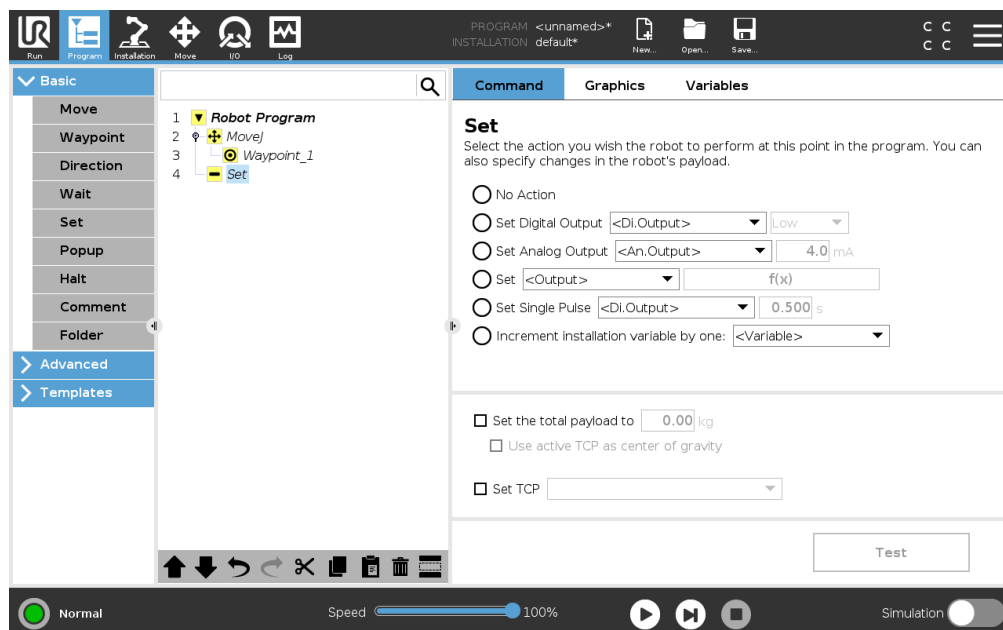 PROGRAM <unnamed>*
INSTALLATION default*
UR
Run Program Installation Move I/O Log
New... Open... Save...
C C
C C
Basic
Move
Waypoint
Direction
Wait
Set
Popup
Halt
Comment
Folder
Advanced
Templates
1 Robot Program
2 MoveJ
3 Waypoint_1
4 Set
Command Graphics Variables
Set
Select the action you wish the robot to perform at this point in the program. You can
also specify changes in the robot's payload.
No Action
Set Digital Output <Di.Output> Low
Set Analog Output <An.Output> 4.0 mA
Set <Output> f(x)
Set Single Pulse <Di.Output> 0.500 s
Increment installation variable by one: <Variable>
Set the total payload to 0.00 kg
Use active TCP as center of gravity
Set TCP
Test
Normal
Speed 100%
Simulation